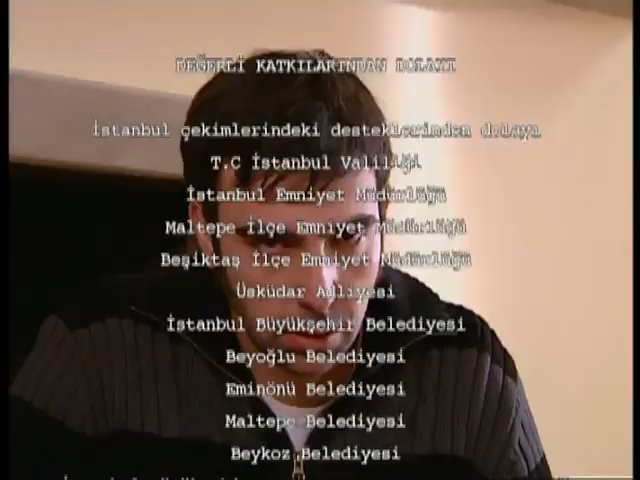 DEĞERLİ KATKILARINDAN DOLAYI
İstanbul çekimlerindeki desteklerinden dolayı
T.C İstanbul Valiliği
İstanbul Emniyet Müdürlüğü
Maltepe İlçe Emniyet Müdürlüğü
Beşiktaş İlçe Emniyet Müdürlüğü
Üsküdar Adliyesi
İstanbul Büyükşehir Belediyesi
Beyoğlu Belediyesi
Eminönü Belediyesi
Maltepe Belediyesi
Beykoz Belediyesi